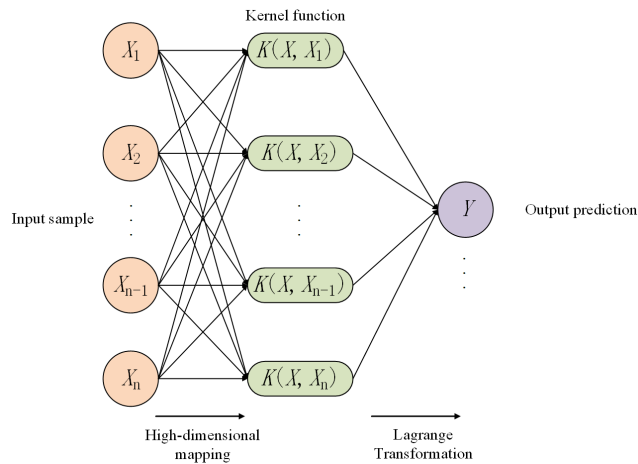 Kernel function
X1
K(X, X1)
X2
K(X, X2)
Input sample
Y
Output prediction
Xn−1
K(X, Xn−1)
Xn
K(X, Xn)
High-dimensional
mapping
Lagrange
Transformation